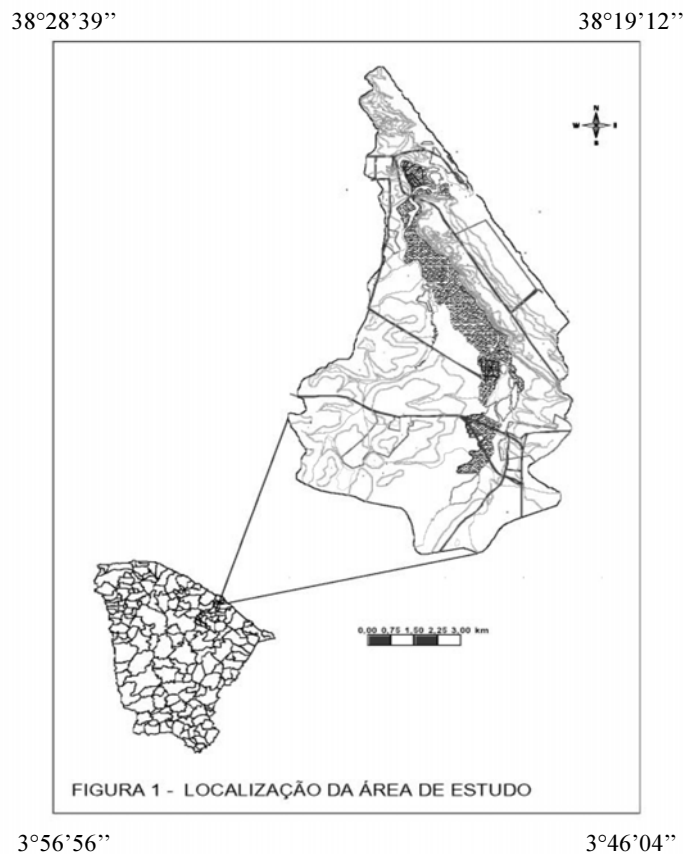 38°28’39’’ 38°19’12’’
N
W E
S
0.00 0.75 1.50 2.25 3.00 km
FIGURA 1 - LOCALIZAÇÃO DA ÁREA DE ESTUDO
3°56’56’’ 3°46’04’’